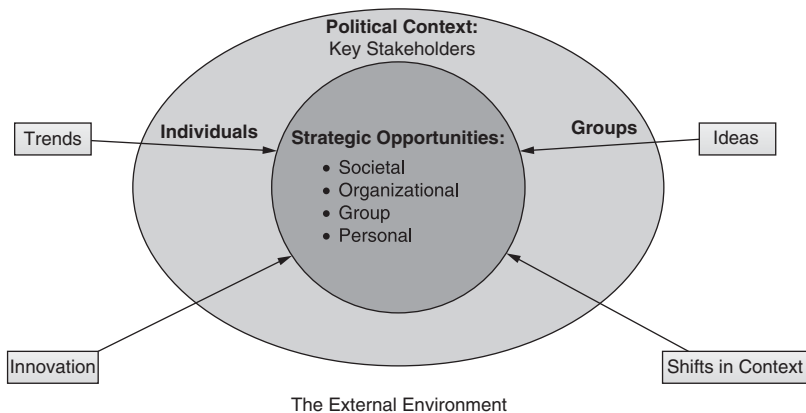 Political Context:
Key Stakeholders
Individuals
Groups
Trends
Ideas
Strategic Opportunities:
• Societal
• Organizational
• Group
• Personal
Innovation
Shifts in Context
The External Environment